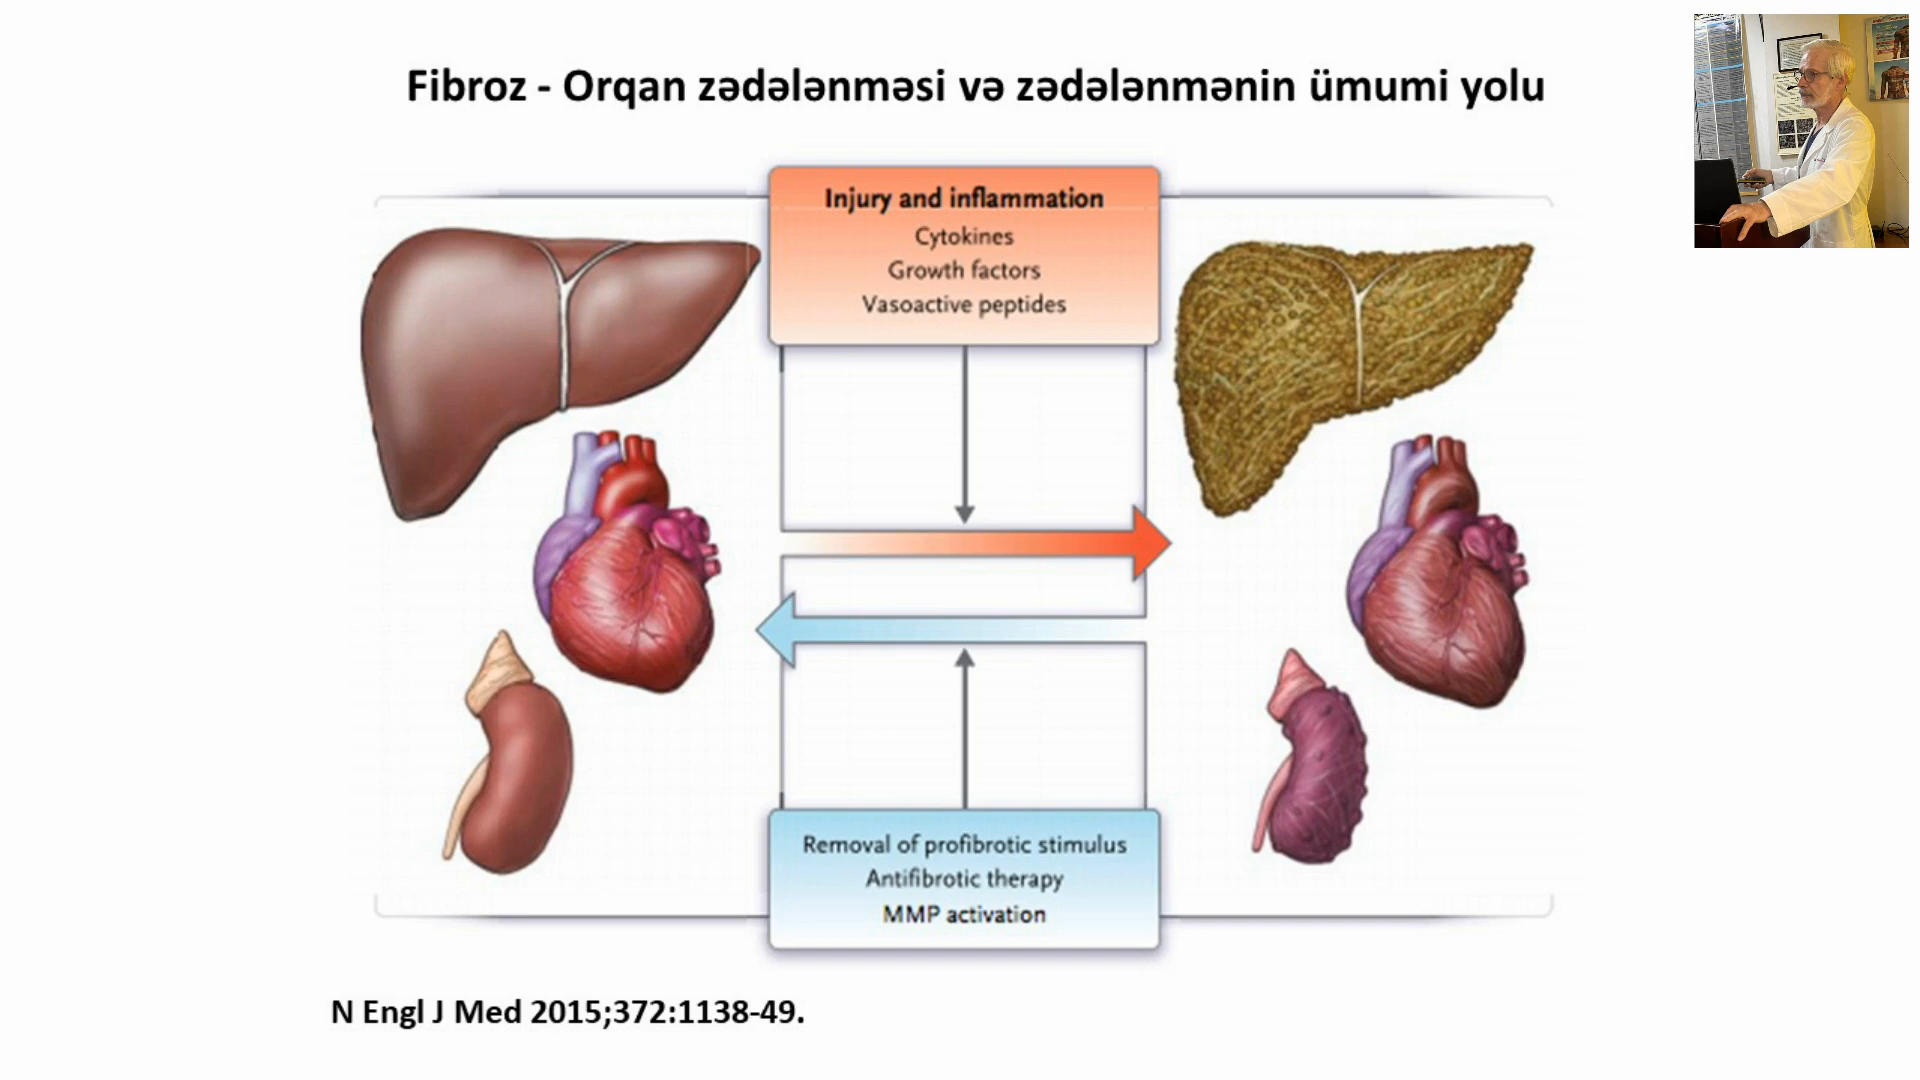 Fibroz - Orqan zədələnməsi və zədələnmənin ümumi yolu
Injury and inflammation
Cytokines
Growth factors
Vasoactive peptides
Removal of profibrotic stimulus
Antifibrotic therapy
MMP activation
N Engl J Med 2015;372:1138-49.